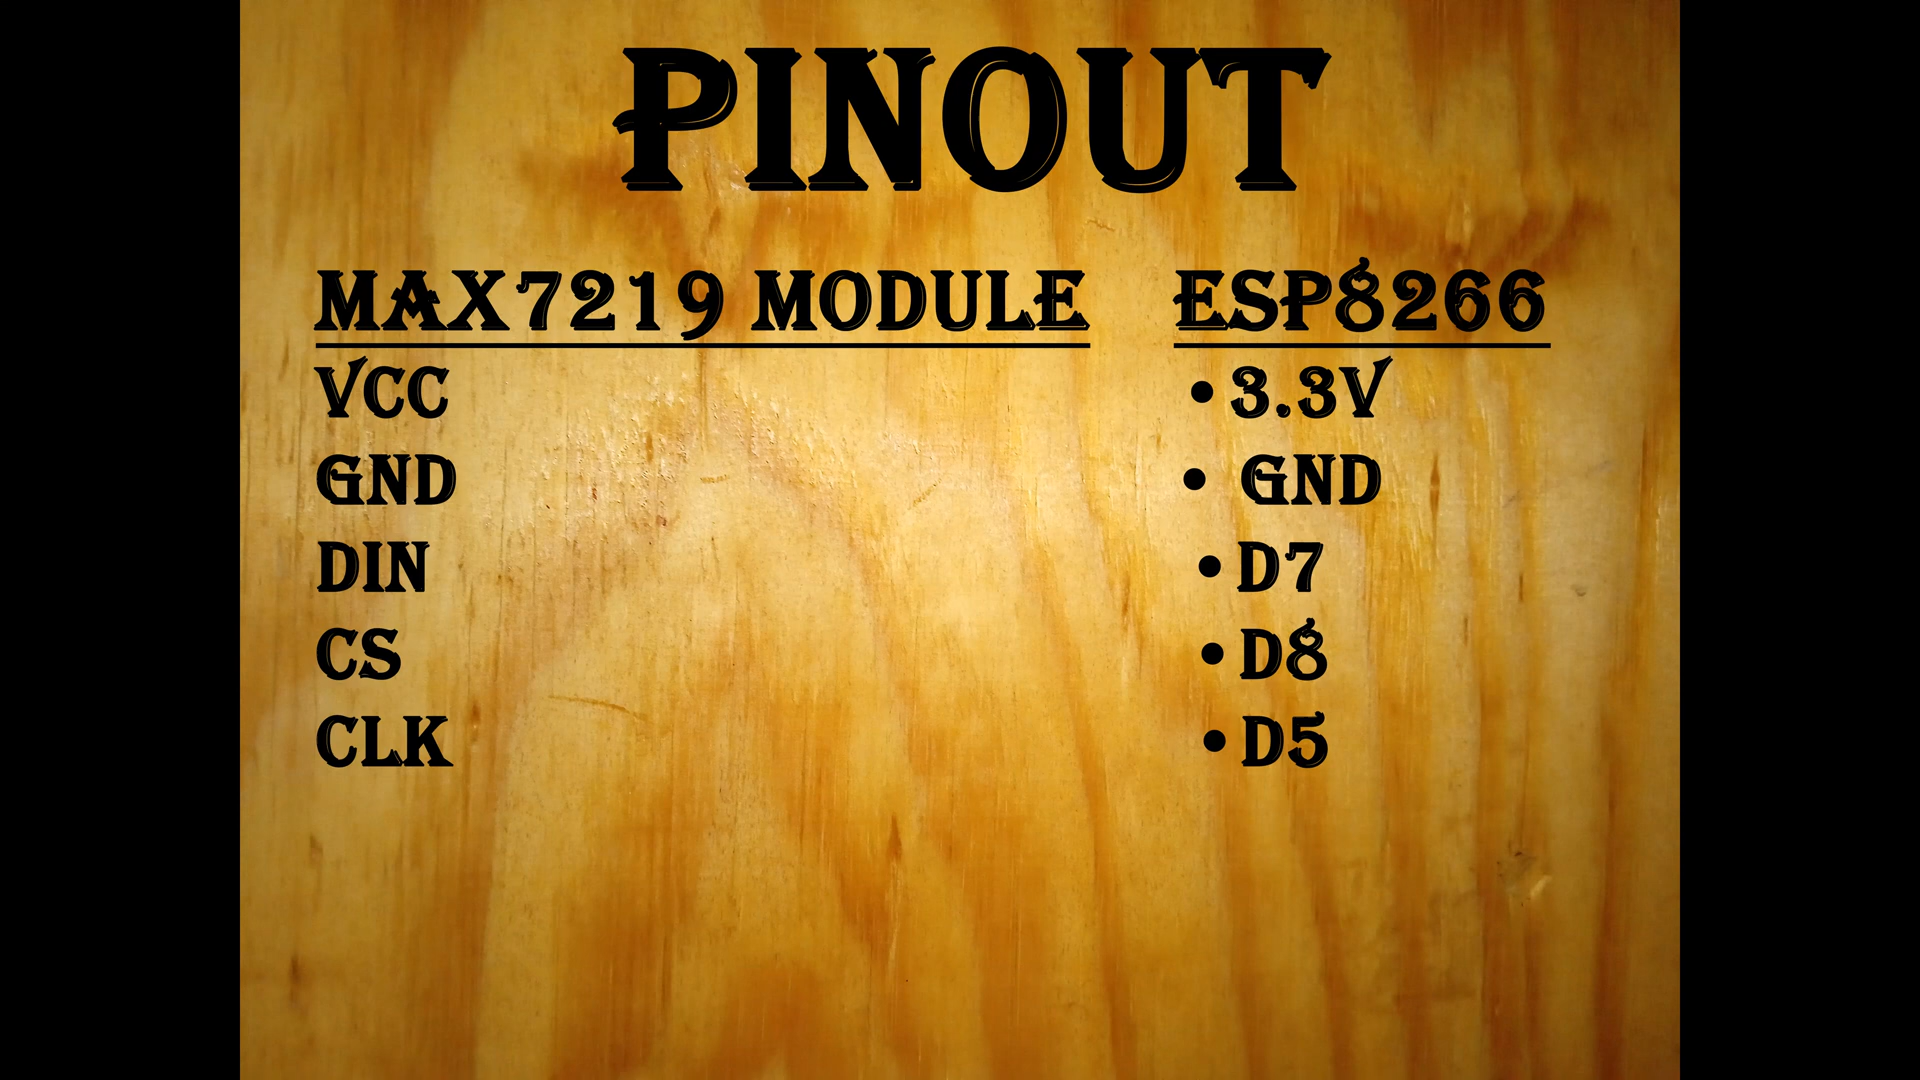 PINOUT
MAX7219 MODULE ESP8266
VCC •3.3V
GND • GND
DIN •D7
CS •D8
CLK •D5